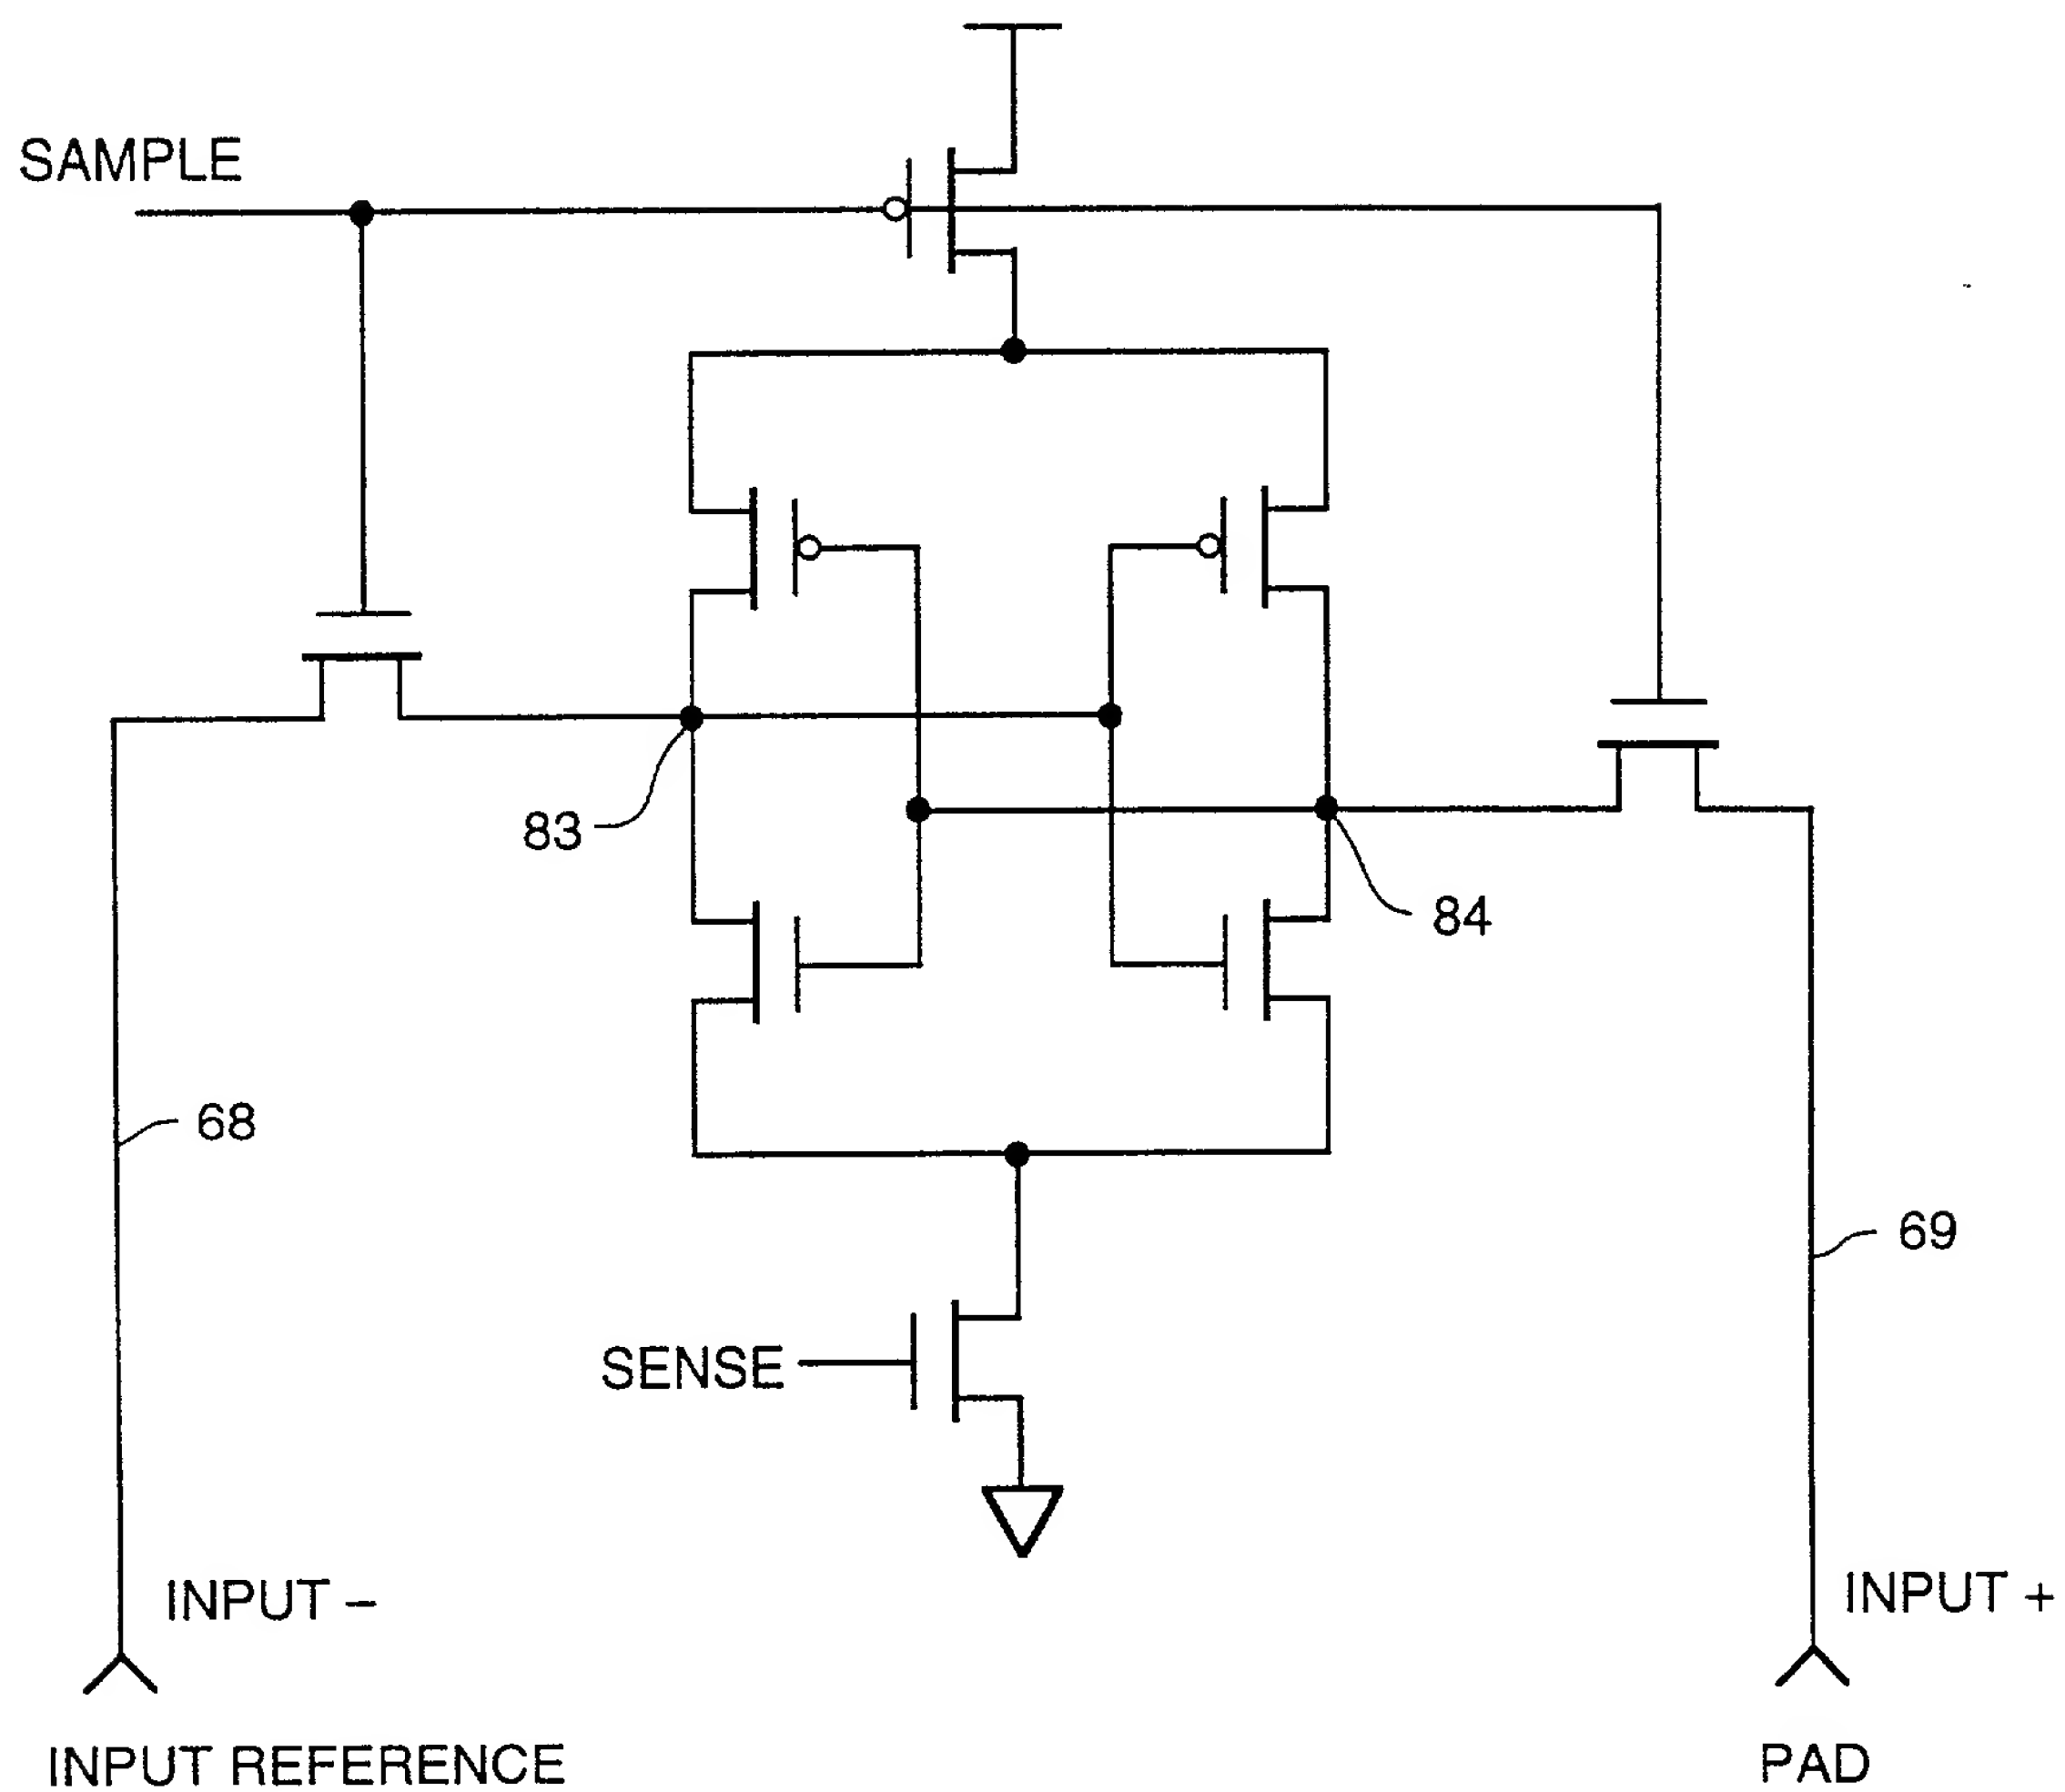 SAMPLE
83
84
68
69
SENSE
INPUT –
INPUT +
INPUT REFERENCE
PAD